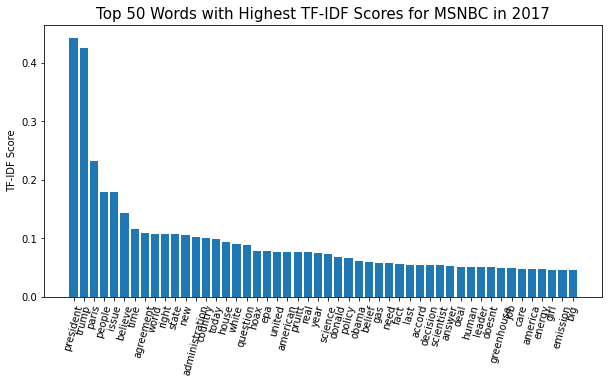 Top 50 Words with Highest TF-IDF Scores for MSNBC in 2017
TF-IDF Score
0.4
0.3
0.2
0.1
0.0
president
trump
paris
people
issue
believe
time
agreement
world
right
state
new
administration
country
today
house
white
question
hoax
epa
united
american
pruitt
real
year
science
donald
policy
obama
belief
gas
need
fact
last
accord
decision
scientist
answer
deal
human
leader
doesnt
greenhouse
job
care
america
energy
girl
emission
big